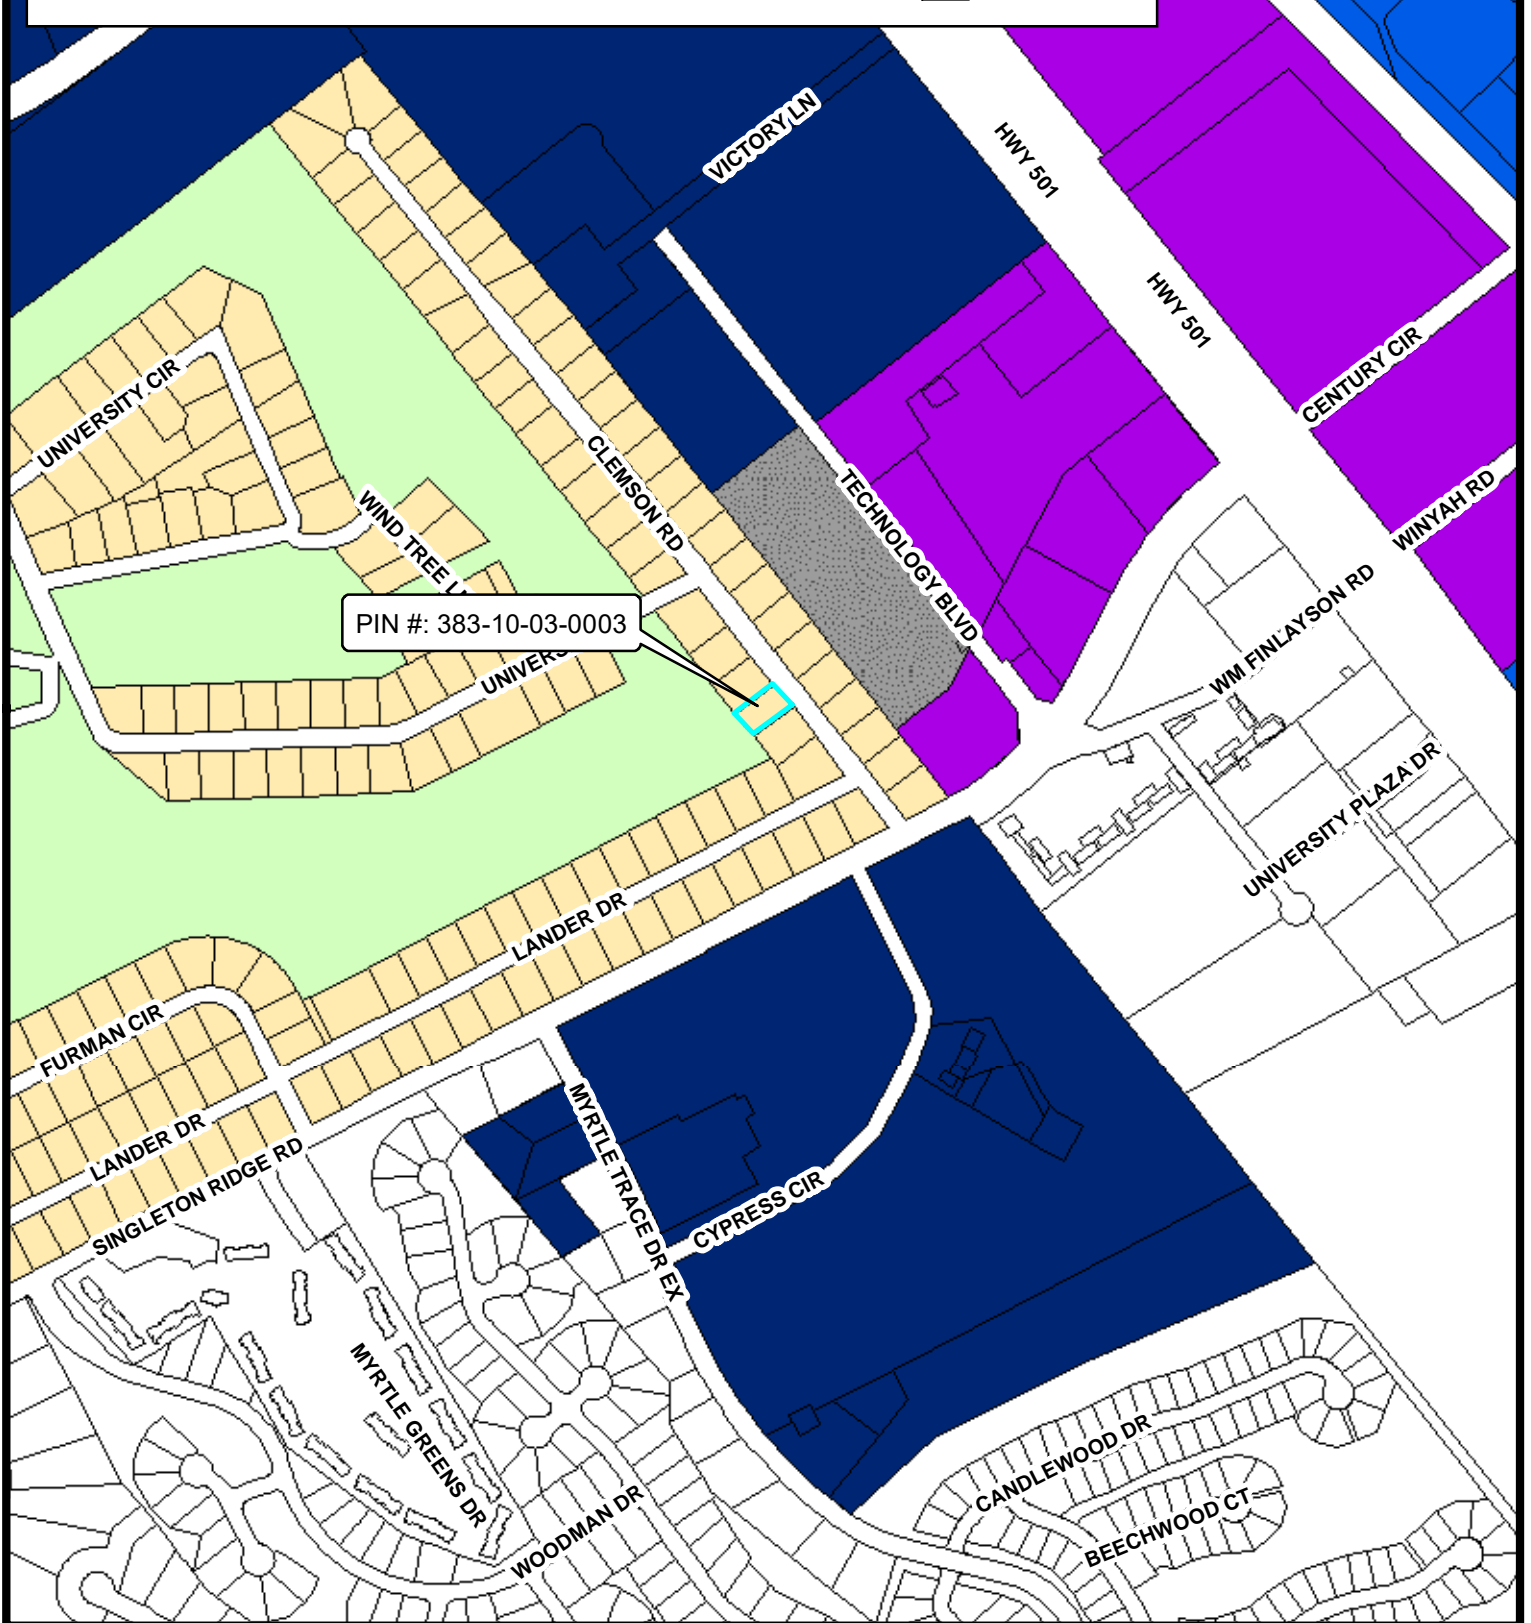 VICTORY LN
HWY 501
HWY 501
CENTURY CIR
UNIVERSITY CIR
CLEMSON RD
WIND TREE L
TECHNOLOGY BLVD
WINYAH RD
PIN #: 383-10-03-0003
WM FINLAYSON RD
UNIVERS
UNIVERSITY PLAZA DR
LANDER DR
FURMAN CIR
LANDER DR
SINGLETON RIDGE RD
MYRTLE TRACE DR EX
CYPRESS CIR
MYRTLE GREENS DR
CANDLEWOOD DR
WOODMAN DR
BEECHWOOD CT